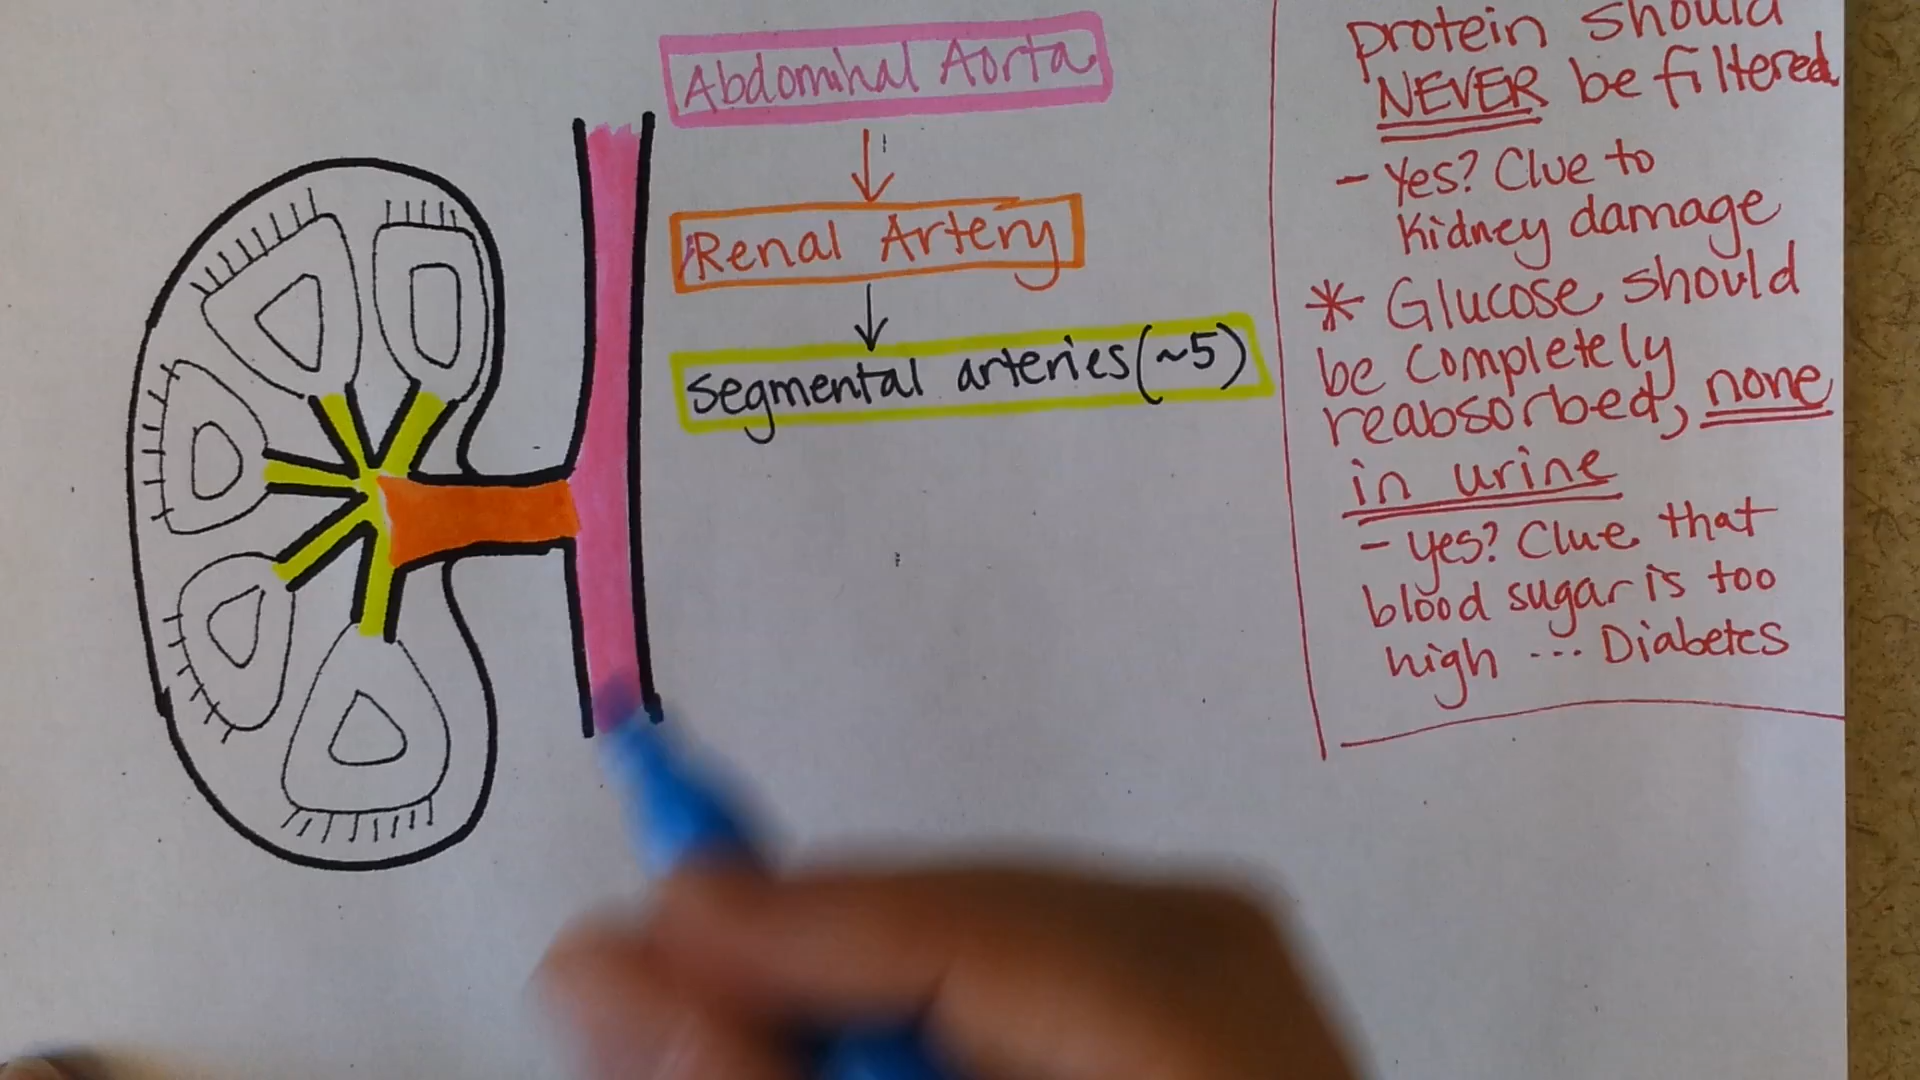 Abdominal Aorta
Renal Artery
segmental arteries (~5)
protein should
NEVER be filtered
- Yes? Clue to
Kidney damage
* Glucose should
be completely
reabsorbed, none
in urine
- yes? Clue that
blood sugar is too
high ... Diabetes